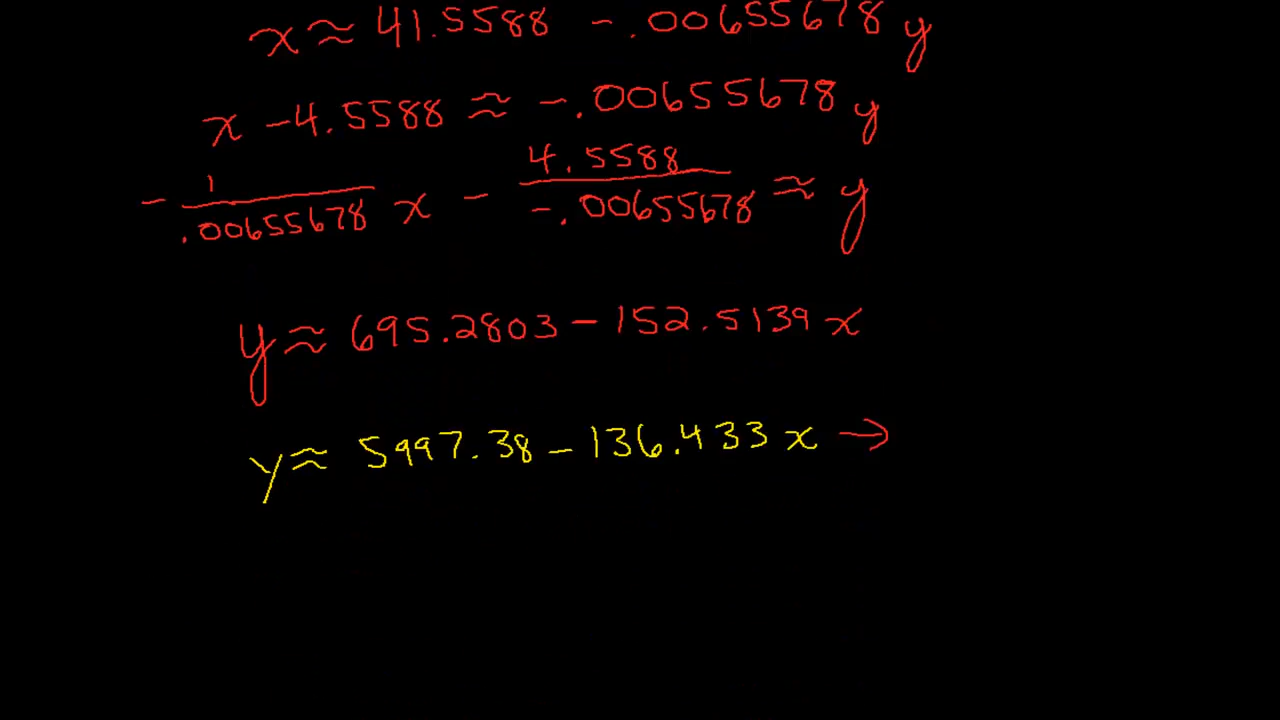 x ≈ 41.5588 - .00655678 y
x - 4.5588 ≈ - .00655678 y
- 1/.00655678 x - 4.5588/-.00655678 ≈ y
y ≈ 695.2803 - 152.5139 x
y ≈ 5997.38 - 136.433 x →